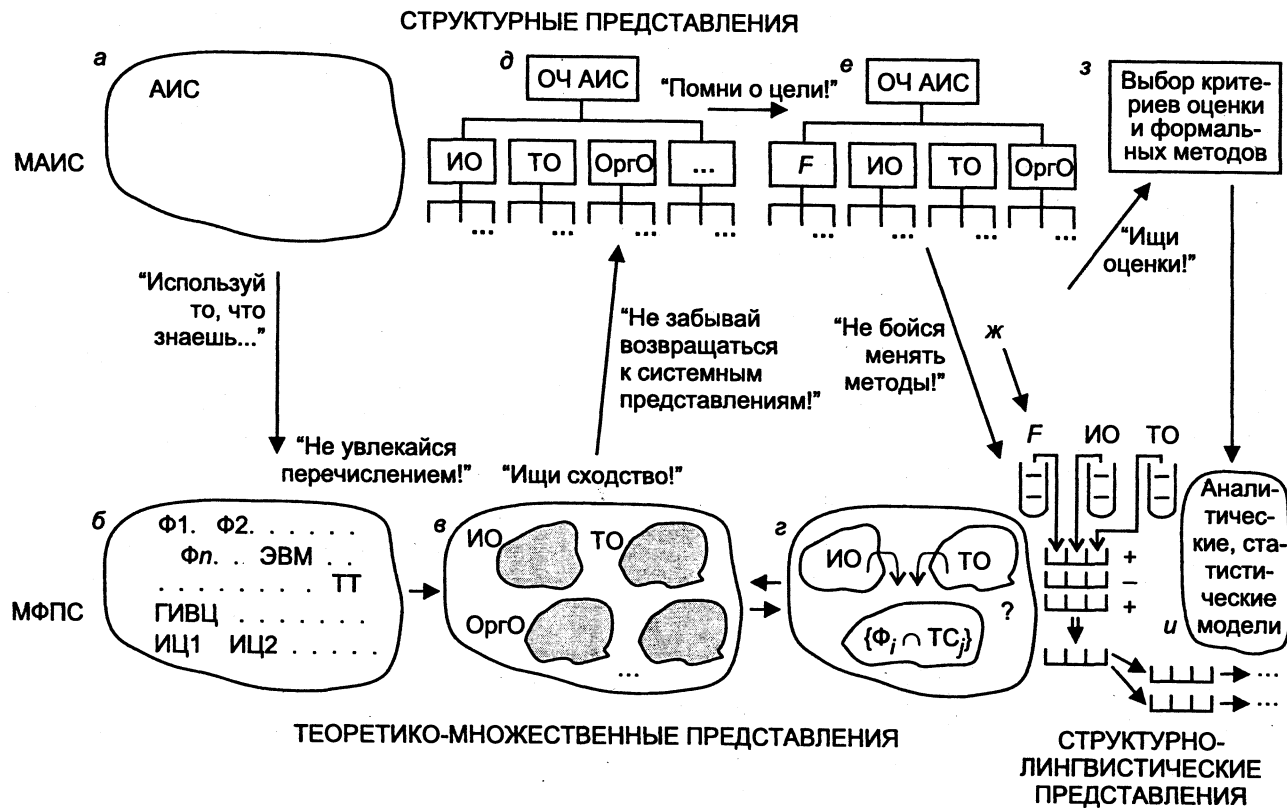 СТРУКТУРНЫЕ ПРЕДСТАВЛЕНИЯ
а
АИС
МАИС
д
ОЧ АИС
ИО ТО ОргО ...
... ... ... ...
“Помни о цели!”
е
ОЧ АИС
F ИО ТО ОргО
... ... ... ...
з
Выбор крите-
риев оценки
и формаль-
ных методов
“Используй
то, что
знаешь...”
“Не забывай
возвращаться
к системным
представлениям!”
“Не бойся
менять
методы!”
“Ищи
оценки!”
ж
“Не увлекайся
перечислением!”
“Ищи сходство!”
F ИО ТО
МФПС
б
Ф1. Ф2. . . . . . .
Фn. . . ЭВМ . .
. . . . . . . . . ТТ
ГИВЦ . . . . . . .
ИЦ1 ИЦ2 . . . . .
в
ИО ТО
ОргО
...
г
ИО ТО
?
{Фi ∩ ТСj}
+
–
+
...
...
и
Анали-
тичес-
кие, ста-
тисти-
ческие
модели
ТЕОРЕТИКО-МНОЖЕСТВЕННЫЕ ПРЕДСТАВЛЕНИЯ
СТРУКТУРНО-
ЛИНГВИСТИЧЕСКИЕ
ПРЕДСТАВЛЕНИЯ